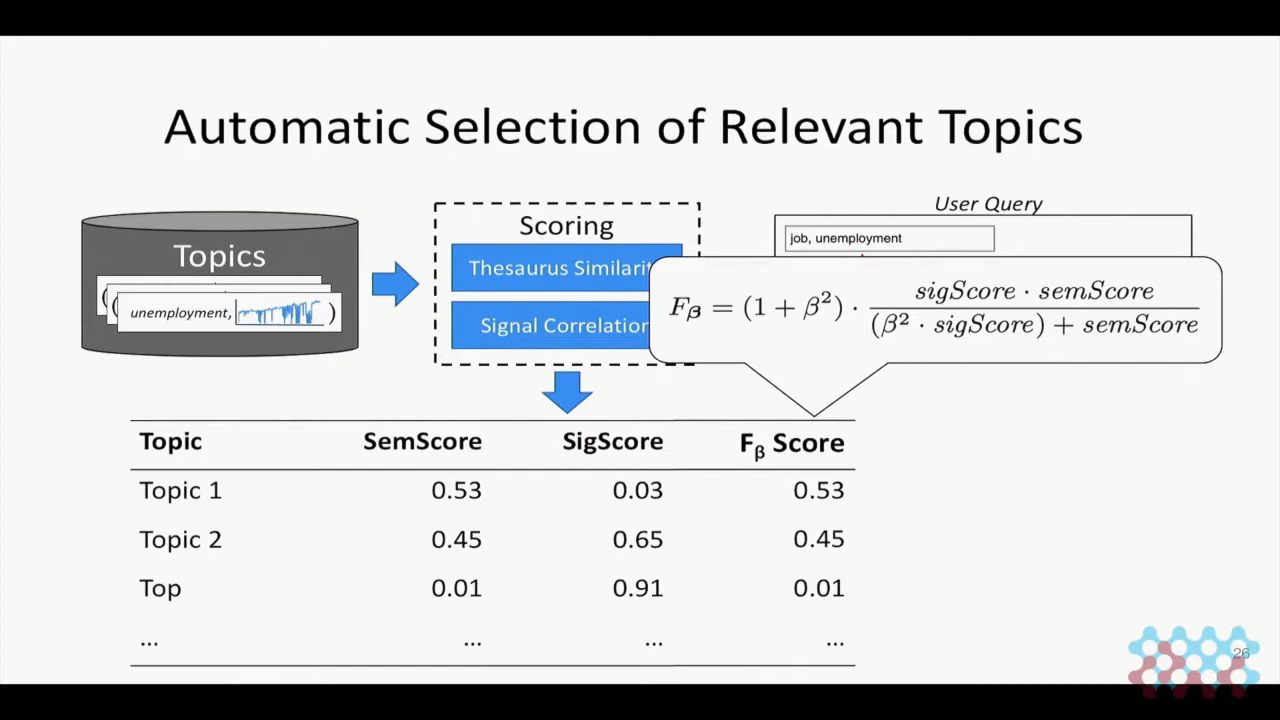 Automatic Selection of Relevant Topics
Topics
unemployment, )
Scoring
Thesaurus Similarit
Signal Correlation
User Query
job, unemployment
Fβ = (1 + β²) · sigScore · semScore / (β² · sigScore) + semScore
Topic SemScore SigScore Fβ Score
Topic 1 0.53 0.03 0.53
Topic 2 0.45 0.65 0.45
Top 0.01 0.91 0.01
... ... ... ...
26